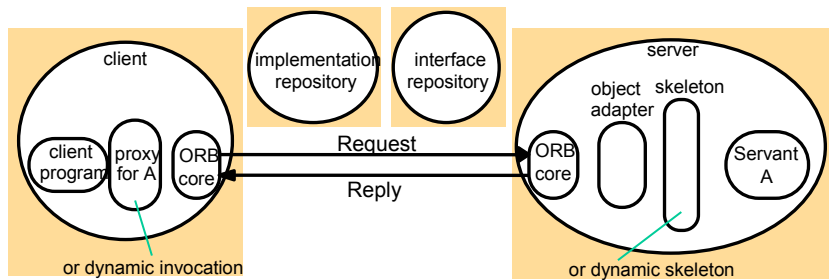 client
implementation
repository
interface
repository
server
object
adapter
skeleton
client
program
proxy
for A
ORB
core
Request
Reply
ORB
core
Servant
A
or dynamic invocation
or dynamic skeleton